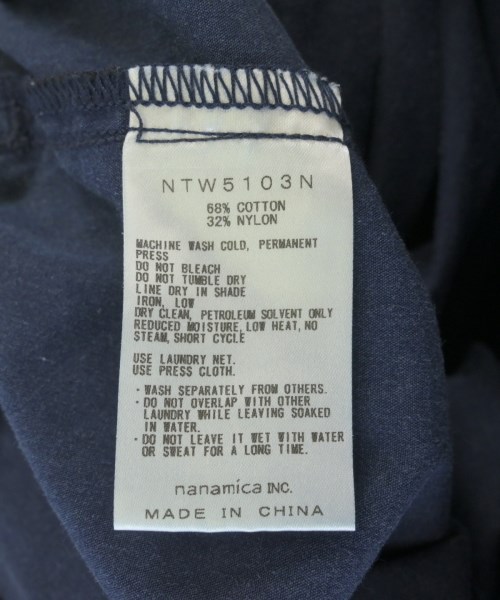 NTW5103N
68% COTTON
32% NYLON
MACHINE WASH COLD, PERMANENT
PRESS
DO NOT BLEACH
DO NOT TUMBLE DRY
LINE DRY IN SHADE
IRON, LOW
DRY CLEAN, PETROLEUM SOLVENT ONLY
REDUCED MOISTURE, LOW HEAT, NO
STEAM, SHORT CYCLE
USE LAUNDRY NET.
USE PRESS CLOTH.
・WASH SEPARATELY FROM OTHERS.
・DO NOT OVERLAP WITH OTHER
LAUNDRY WHILE LEAVING SOAKED
IN WATER.
・DO NOT LEAVE IT WET WITH WATER
OR SWEAT FOR A LONG TIME.
nanamica INC.
MADE IN CHINA